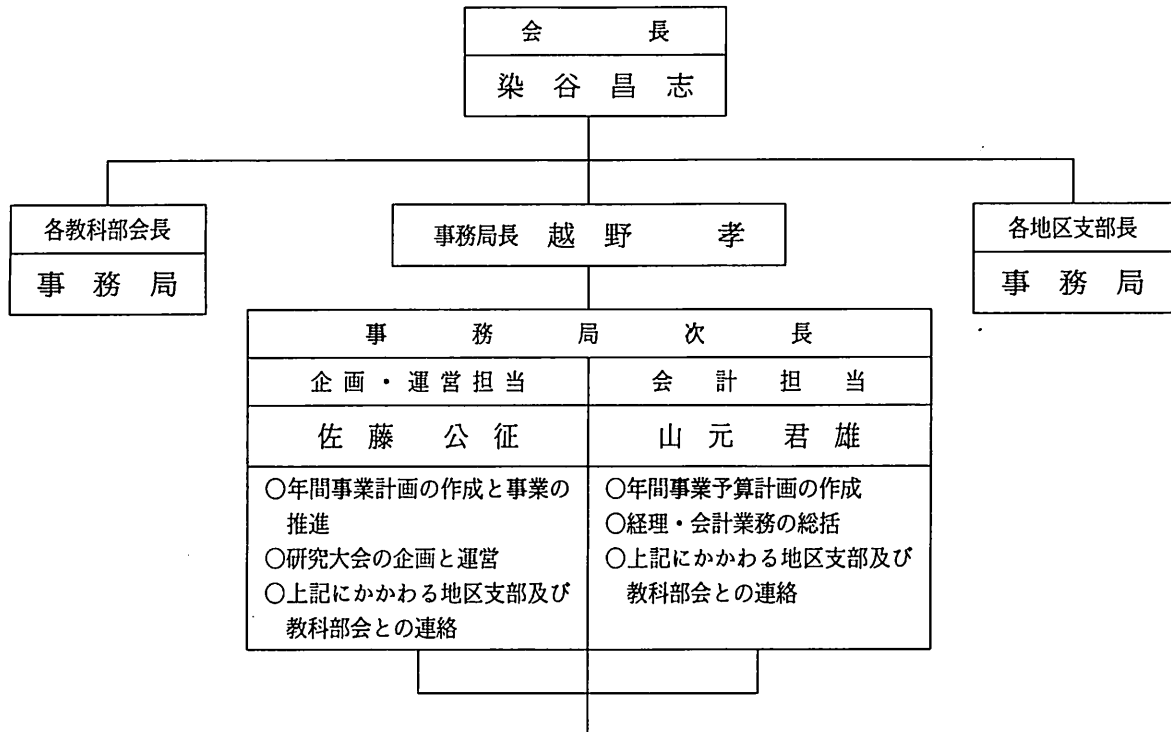 会長
染谷昌志
各教科部会長
事務局
事務局長 越野 孝
各地区支部長
事務局
事務局次長
企画・運営担当
佐藤 公征
○年間事業計画の作成と事業の
推進
○研究大会の企画と運営
○上記にかかわる地区支部及び
教科部会との連絡
会計担当
山元 君雄
○年間事業予算計画の作成
○経理・会計業務の総括
○上記にかかわる地区支部及び
教科部会との連絡